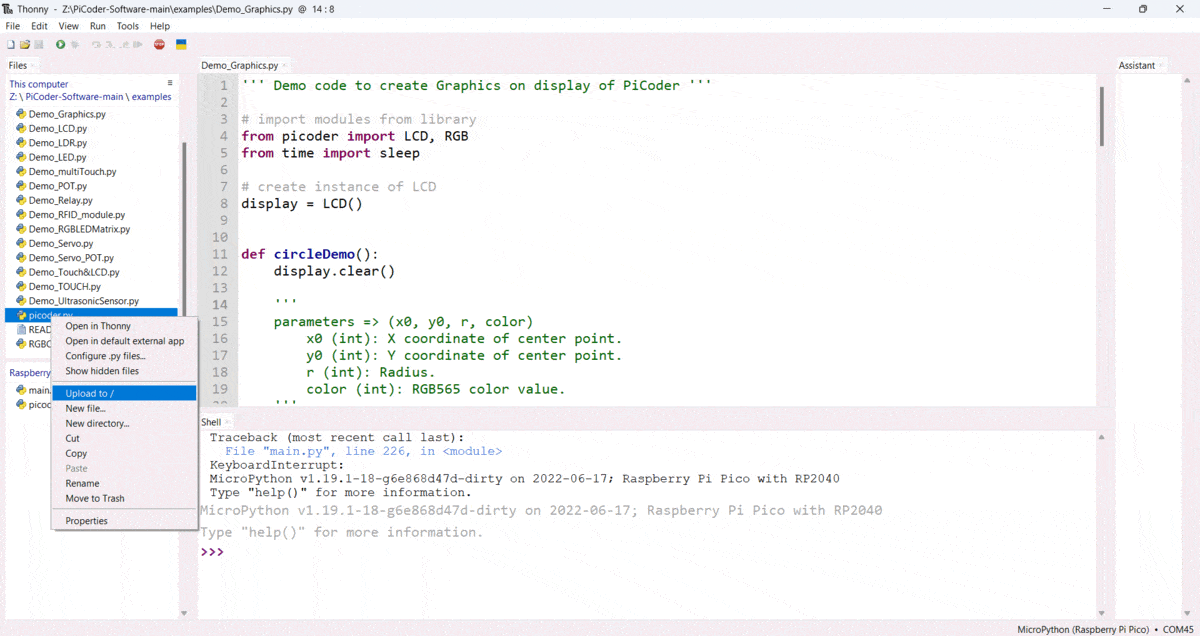 Thonny - Z:\PiCoder-Software-main\examples\Demo_Graphics.py @ 14 : 8
File Edit View Run Tools Help
Files
This computer
Z: \ PiCoder-Software-main \ examples
Demo_Graphics.py
Demo_LCD.py
Demo_LDR.py
Demo_LED.py
Demo_multiTouch.py
Demo_POT.py
Demo_Relay.py
Demo_RFID_module.py
Demo_RGBLEDMatrix.py
Demo_Servo.py
Demo_Servo_POT.py
Demo_Touch&LCD.py
Demo_TOUCH.py
Demo_UltrasonicSensor.py
picoder.py
READ
RGBC
Raspberry
main.
picod
Open in Thonny
Open in default external app
Configure .py files...
Show hidden files
Upload to /
New file...
New directory...
Cut
Copy
Paste
Rename
Move to Trash
Properties
Demo_Graphics.py
1 ''' Demo code to create Graphics on display of PiCoder '''
2
3 # import modules from library
4 from picoder import LCD, RGB
5 from time import sleep
6
7 # create instance of LCD
8 display = LCD()
9
10
11 def circleDemo():
12 display.clear()
13
14 '''
15 parameters => (x0, y0, r, color)
16 x0 (int): X coordinate of center point.
17 y0 (int): Y coordinate of center point.
18 r (int): Radius.
19 color (int): RGB565 color value.
20 '''
Shell
Traceback (most recent call last):
File "main.py", line 226, in <module>
KeyboardInterrupt:
MicroPython v1.19.1-18-g6e868d47d-dirty on 2022-06-17; Raspberry Pi Pico with RP2040
Type "help()" for more information.
MicroPython v1.19.1-18-g6e868d47d-dirty on 2022-06-17; Raspberry Pi Pico with RP2040
Type "help()" for more information.
>>>
Assistant
MicroPython (Raspberry Pi Pico) • COM45